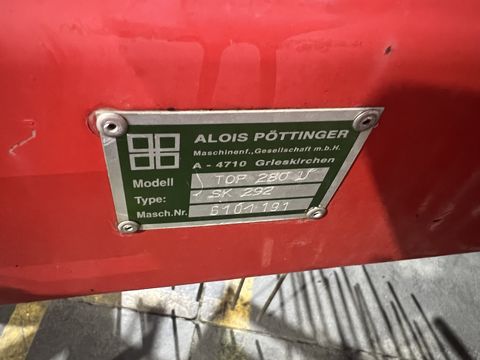 ALOIS PÖTTINGER
Maschinenf., Gesellschaft m.b.H.
A - 4710 Grieskirchen
Modell TOP 280 U
Type: SK 292
Masch.Nr. 6101191